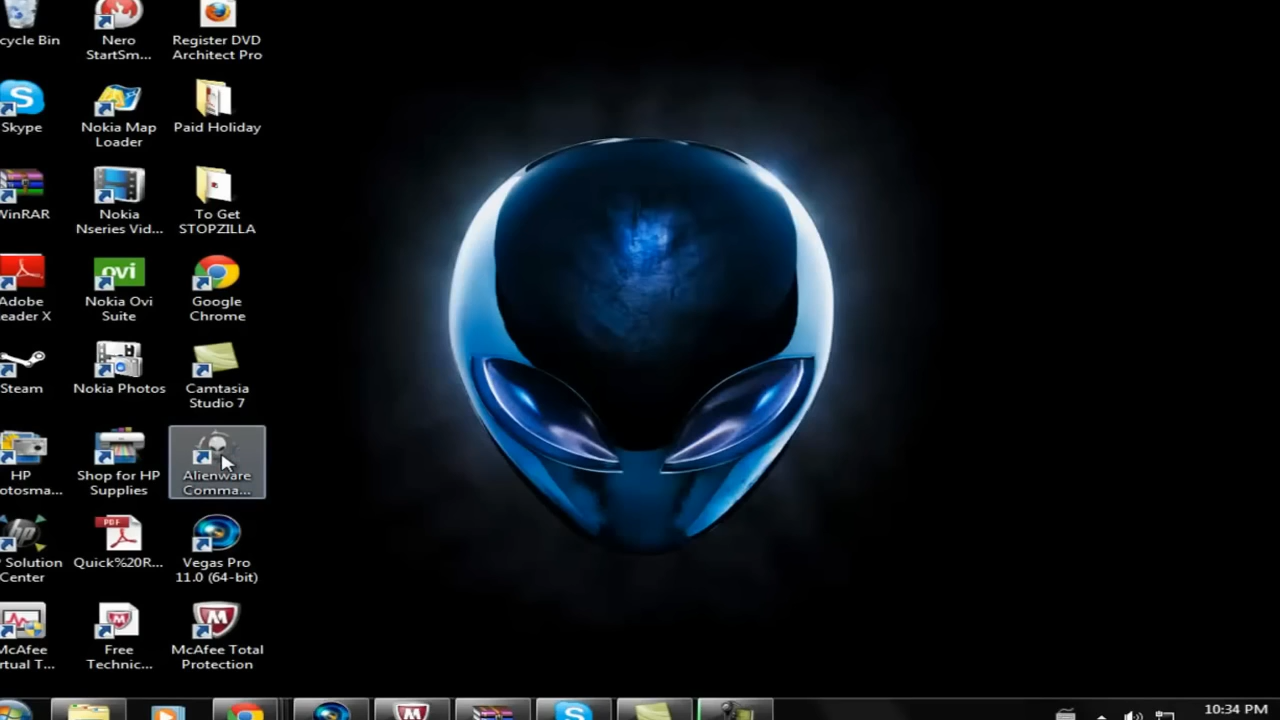 cycle Bin
Nero
StartSm...
Register DVD
Architect Pro
S
Skype
Nokia Map
Loader
Paid Holiday
WinRAR
Nokia
Nseries Vid...
To Get
STOPZILLA
Adobe
eader X
ovi
Nokia Ovi
Suite
Google
Chrome
Steam
Nokia Photos
Camtasia
Studio 7
HP
otosma...
Shop for HP
Supplies
Alienware
Comma...
hp
Solution
Center
PDF
Quick%20R...
Vegas Pro
11.0 (64-bit)
McAfee
rtual T...
Free
Technic...
McAfee Total
Protection
10:34 PM